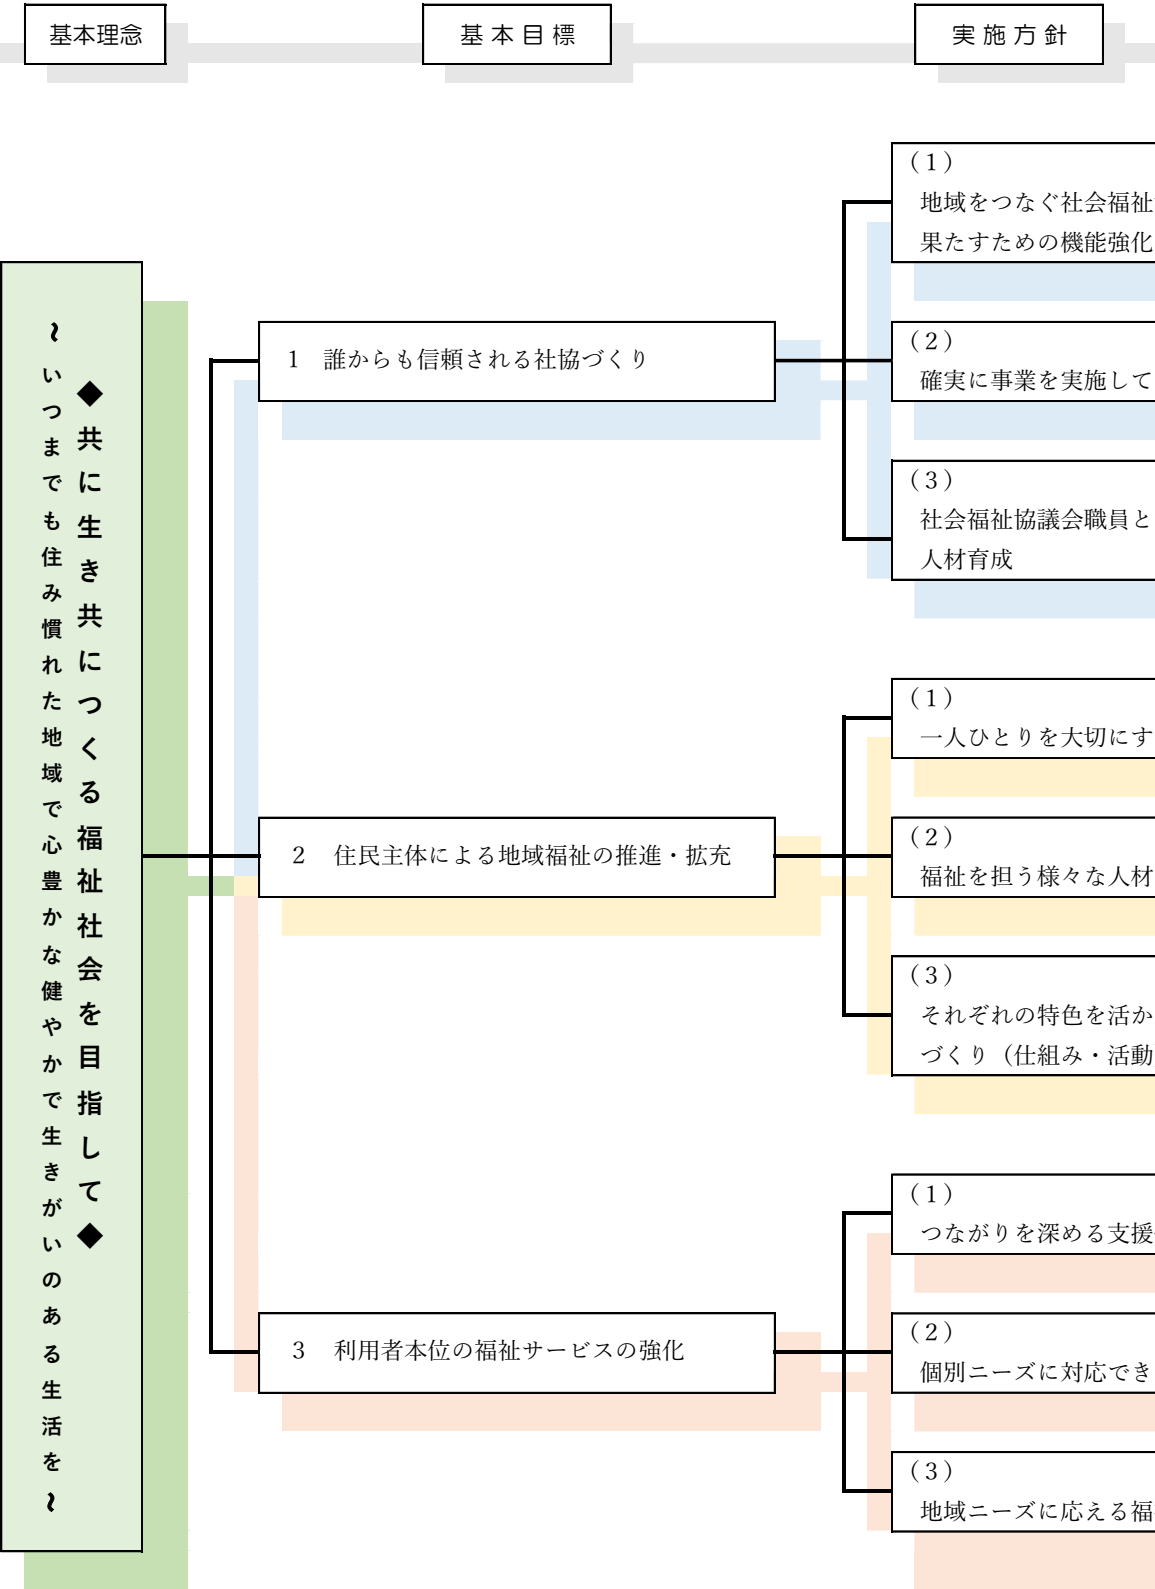 基本理念
基本目標
実施方針
◆共に生き共につくる福祉社会を目指して◆
～いつまでも住み慣れた地域で心豊かな健やかで生きがいのある生活を～
1 誰からも信頼される社協づくり
(1)
地域をつなぐ社会福祉
果たすための機能強化
(2)
確実に事業を実施して
(3)
社会福祉協議会職員と
人材育成
2 住民主体による地域福祉の推進・拡充
(1)
一人ひとりを大切にす
(2)
福祉を担う様々な人材
(3)
それぞれの特色を活か
づくり（仕組み・活動
3 利用者本位の福祉サービスの強化
(1)
つながりを深める支援
(2)
個別ニーズに対応でき
(3)
地域ニーズに応える福